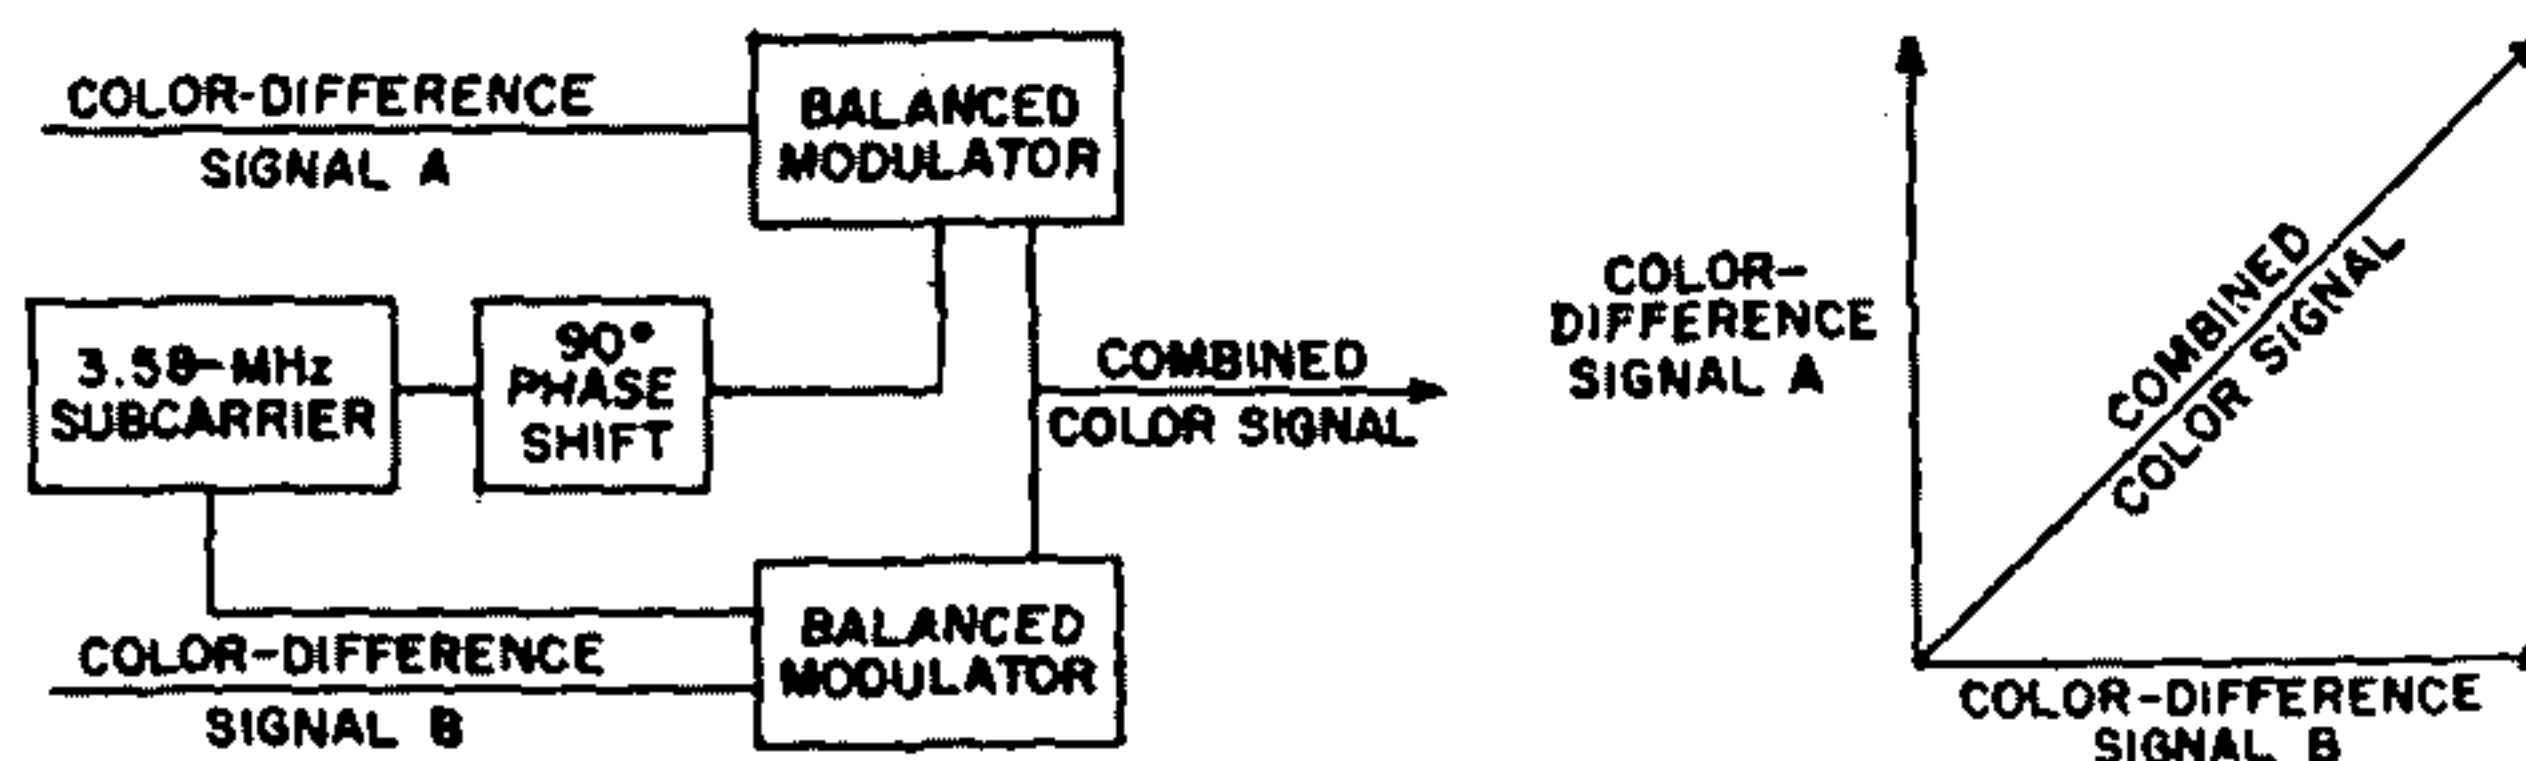 COLOR-DIFFERENCE
SIGNAL A
BALANCED
MODULATOR
3.58-MHz
SUBCARRIER
90°
PHASE
SHIFT
COMBINED
COLOR SIGNAL
COLOR-DIFFERENCE
SIGNAL B
BALANCED
MODULATOR
COLOR-
DIFFERENCE
SIGNAL A
COMBINED
COLOR SIGNAL
COLOR-DIFFERENCE
SIGNAL B